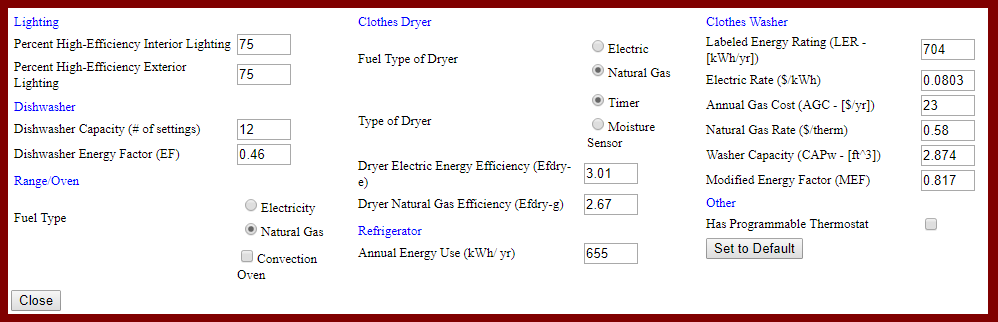 Lighting
Percent High-Efficiency Interior Lighting 75
Percent High-Efficiency Exterior
Lighting
75
Dishwasher
Dishwasher Capacity (# of settings) 12
Dishwasher Energy Factor (EF) 0.46
Range/Oven
Fuel Type
Electricity
Natural Gas
Convection
Oven
Clothes Dryer
Fuel Type of Dryer
Electric
Natural Gas
Type of Dryer
Timer
Moisture
Sensor
Dryer Electric Energy Efficiency (Efdry-
e)
3.01
Dryer Natural Gas Efficiency (Efdry-g) 2.67
Refrigerator
Annual Energy Use (kWh/ yr) 655
Clothes Washer
Labeled Energy Rating (LER -
[kWh/yr])
704
Electric Rate ($/kWh) 0.0803
Annual Gas Cost (AGC - [$/yr]) 23
Natural Gas Rate ($/therm) 0.58
Washer Capacity (CAPw - [ft^3]) 2.874
Modified Energy Factor (MEF) 0.817
Other
Has Programmable Thermostat
Set to Default
Close